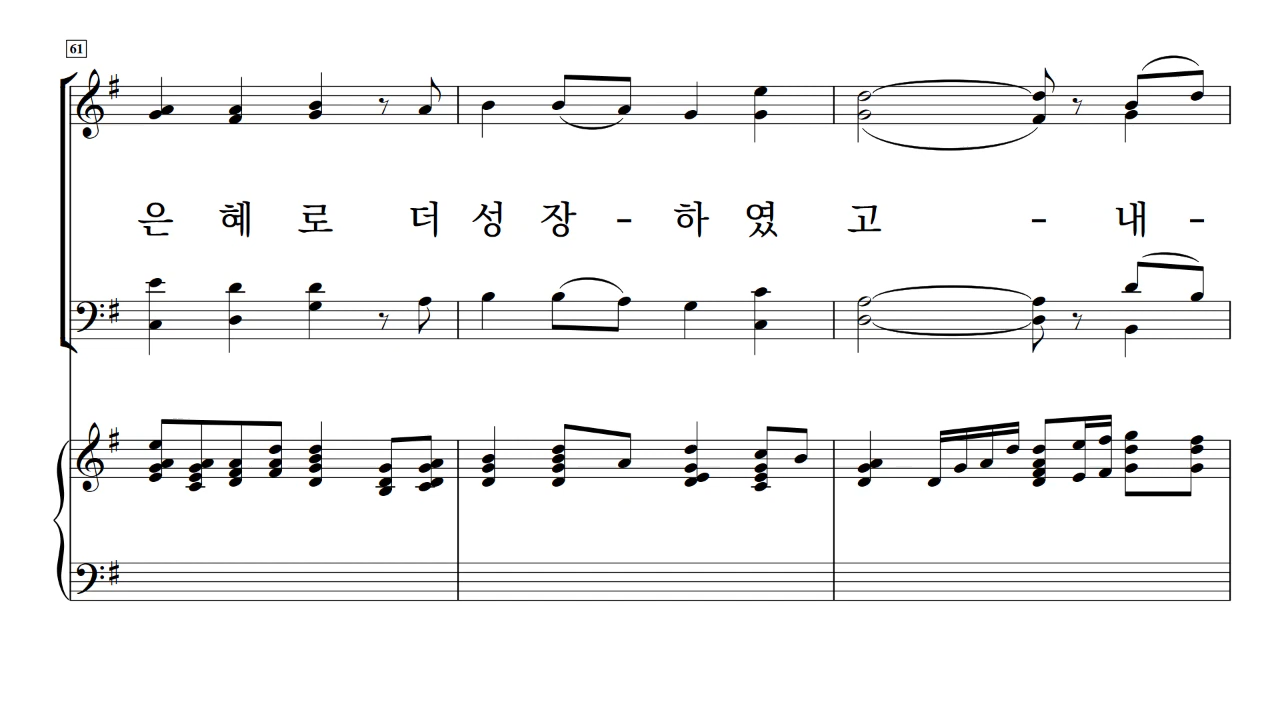 61
은 혜 로 더 성 장 - 하 였 고 - 내 -